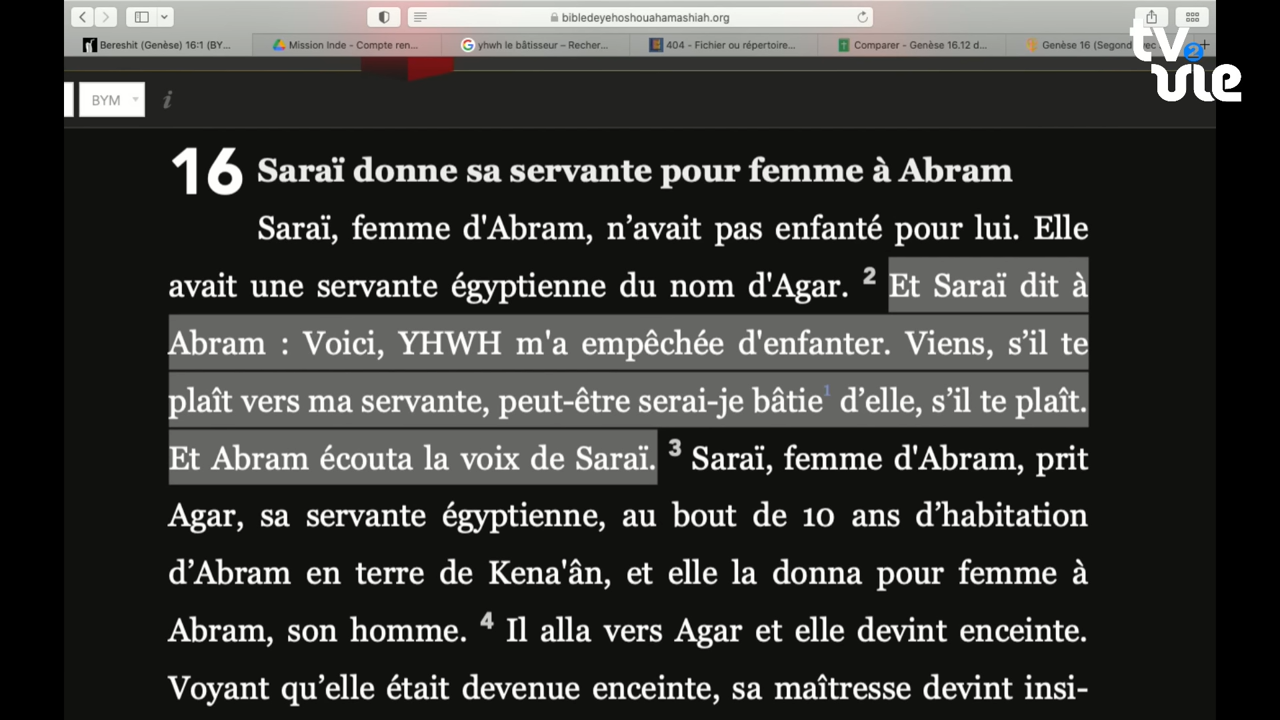 bibledeyehoshouahamashiah.org
Bereshit (Genèse) 16:1 (BY...
Mission Inde - Compte ren...
yhwh le bâtisseur – Recher...
404 - Fichier ou répertoire...
Comparer - Genèse 16.12 d...
Genèse 16 (Segond
tv
2
vie
BYM
i
16 Saraï donne sa servante pour femme à Abram
Saraï, femme d'Abram, n’avait pas enfanté pour lui. Elle
avait une servante égyptienne du nom d'Agar. 2 Et Saraï dit à
Abram : Voici, YHWH m'a empêchée d'enfanter. Viens, s’il te
plaît vers ma servante, peut-être serai-je bâtie1 d’elle, s’il te plaît.
Et Abram écouta la voix de Saraï. 3 Saraï, femme d'Abram, prit
Agar, sa servante égyptienne, au bout de 10 ans d’habitation
d’Abram en terre de Kena'ân, et elle la donna pour femme à
Abram, son homme. 4 Il alla vers Agar et elle devint enceinte.
Voyant qu’elle était devenue enceinte, sa maîtresse devint insi-